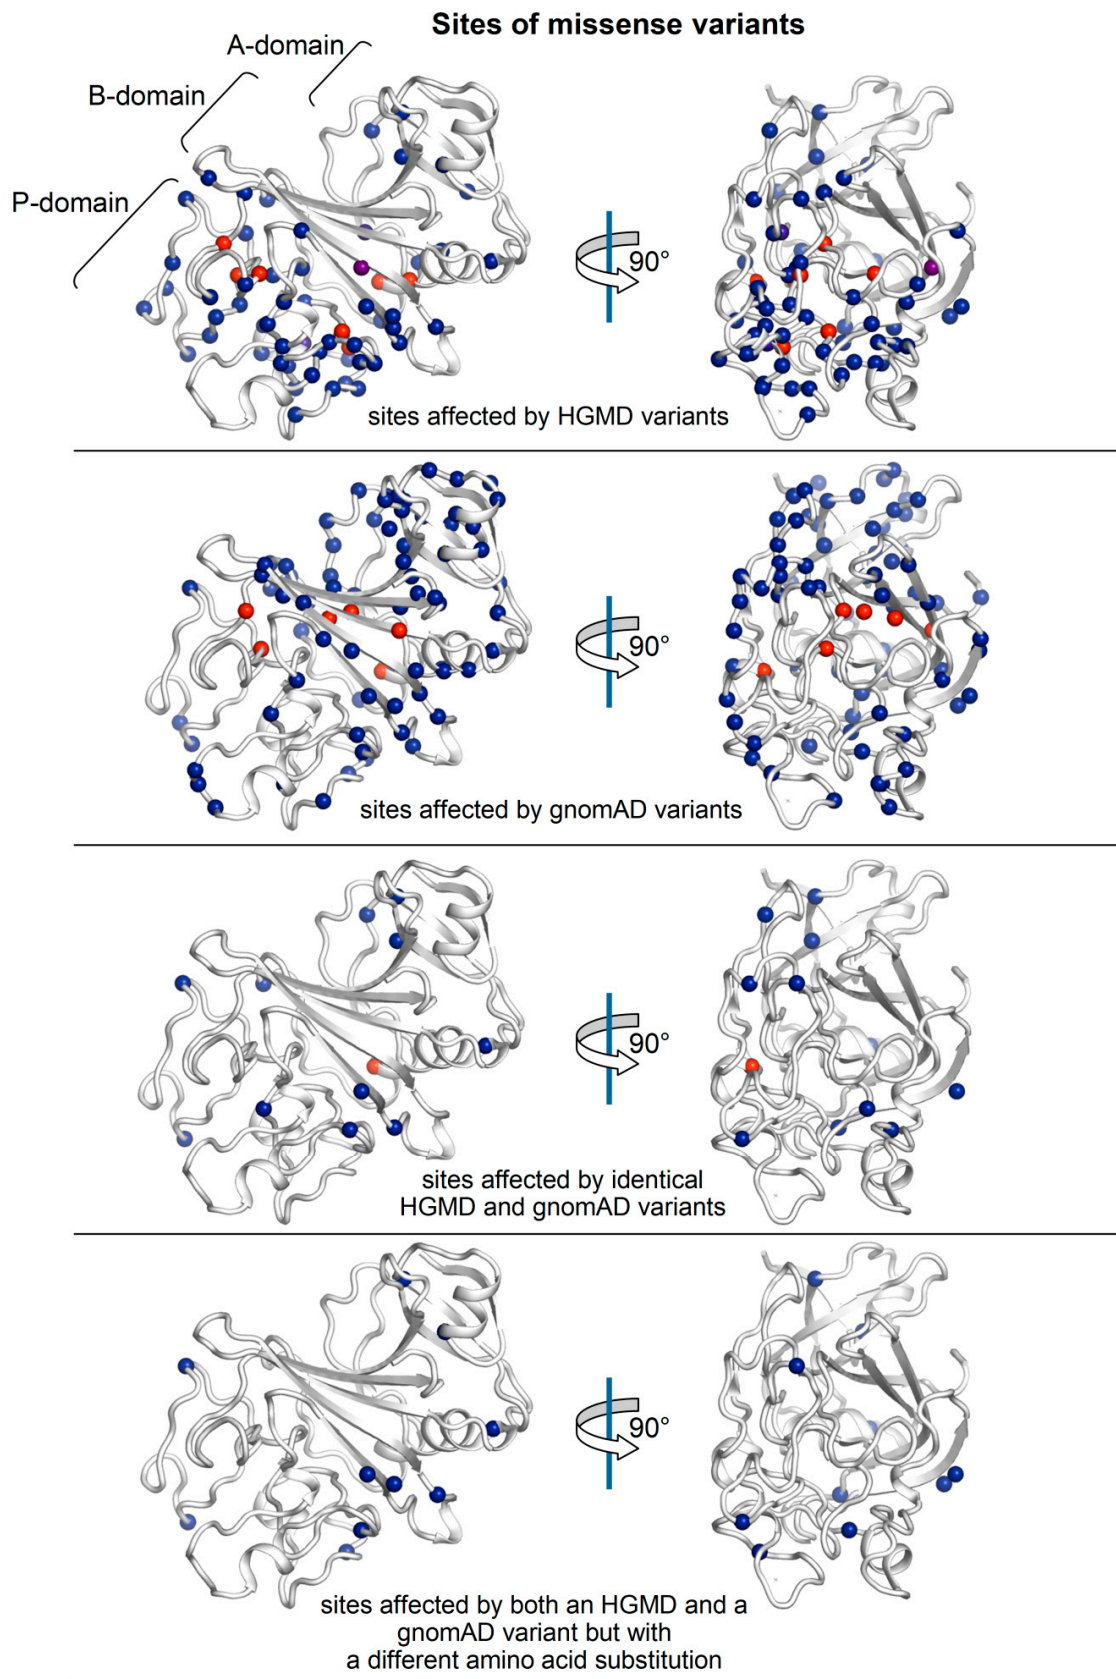 Sites of missense variants
A-domain
B-domain
P-domain
90°
sites affected by HGMD variants
90°
sites affected by gnomAD variants
90°
sites affected by identical
HGMD and gnomAD variants
90°
sites affected by both an HGMD and a
gnomAD variant but with
a different amino acid substitution